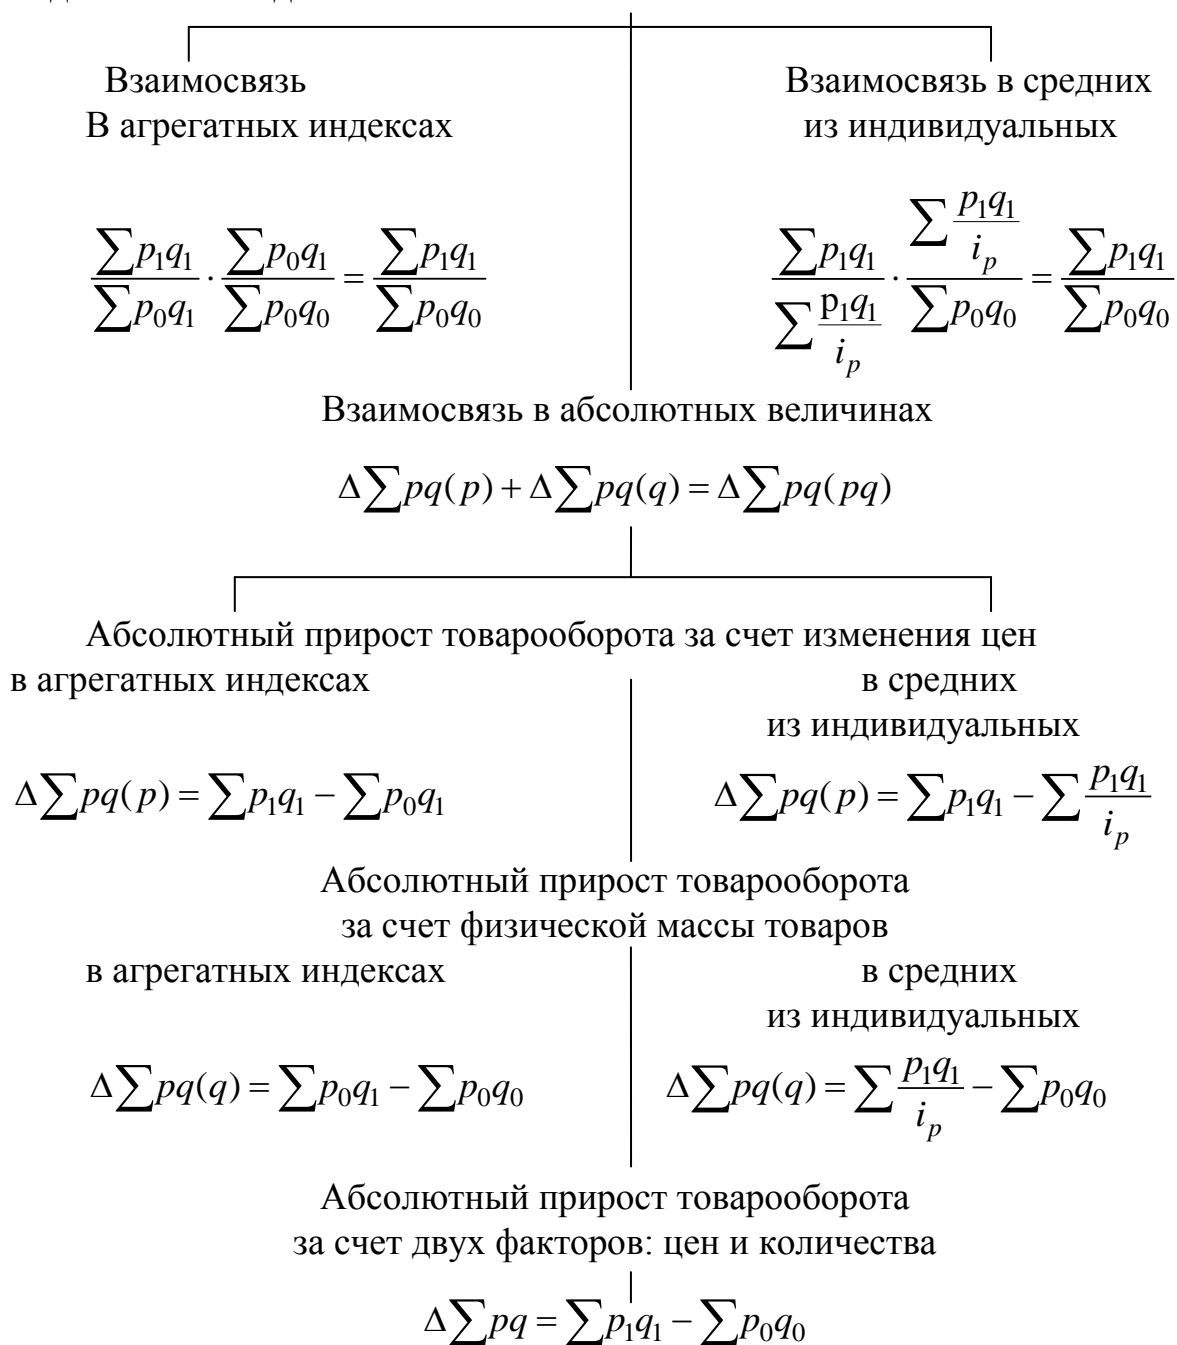 Взаимосвязь
В агрегатных индексах
Взаимосвязь в средних
из индивидуальных
∑p₁q₁/∑p₀q₁ · ∑p₀q₁/∑p₀q₀ = ∑p₁q₁/∑p₀q₀
∑p₁q₁/∑(p₁q₁/iₚ) · ∑(p₁q₁/iₚ)/∑p₀q₀ = ∑p₁q₁/∑p₀q₀
Взаимосвязь в абсолютных величинах
Δ∑pq(p) + Δ∑pq(q) = Δ∑pq(pq)
Абсолютный прирост товарооборота за счет изменения цен
в агрегатных индексах
в средних
из индивидуальных
Δ∑pq(p) = ∑p₁q₁ − ∑p₀q₁
Δ∑pq(p) = ∑p₁q₁ − ∑p₁q₁/iₚ
Абсолютный прирост товарооборота
за счет физической массы товаров
в агрегатных индексах
в средних
из индивидуальных
Δ∑pq(q) = ∑p₀q₁ − ∑p₀q₀
Δ∑pq(q) = ∑p₁q₁/iₚ − ∑p₀q₀
Абсолютный прирост товарооборота
за счет двух факторов: цен и количества
Δ∑pq = ∑p₁q₁ − ∑p₀q₀